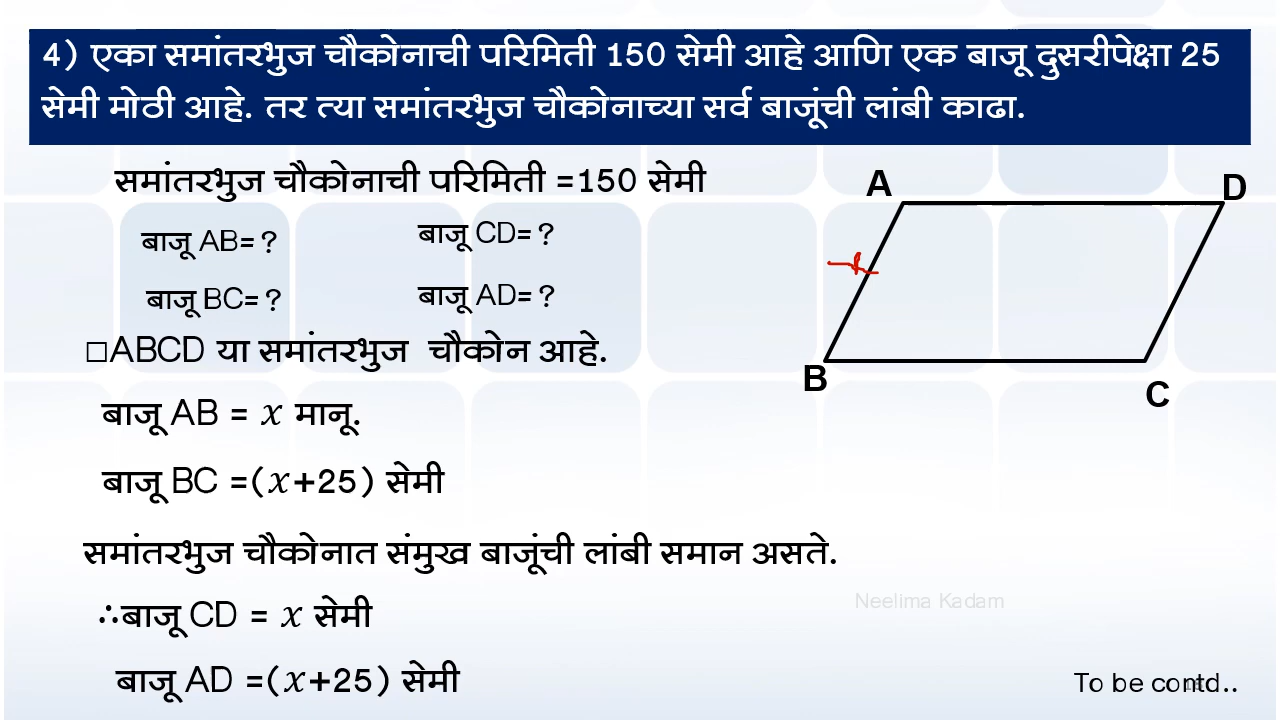 4) एका समांतरभुज चौकोनाची परिमिती 150 सेमी आहे आणि एक बाजू दुसरीपेक्षा 25
सेमी मोठी आहे. तर त्या समांतरभुज चौकोनाच्या सर्व बाजूंची लांबी काढा.
समांतरभुज चौकोनाची परिमिती =150 सेमी
बाजू AB= ?
बाजू CD= ?
बाजू BC= ?
बाजू AD= ?
□ABCD या समांतरभुज चौकोन आहे.
बाजू AB = x मानू.
बाजू BC =(x+25) सेमी
समांतरभुज चौकोनात संमुख बाजूंची लांबी समान असते.
∴बाजू CD = x सेमी
बाजू AD =(x+25) सेमी
A
D
B
C
Neelima Kadam
To be contd..